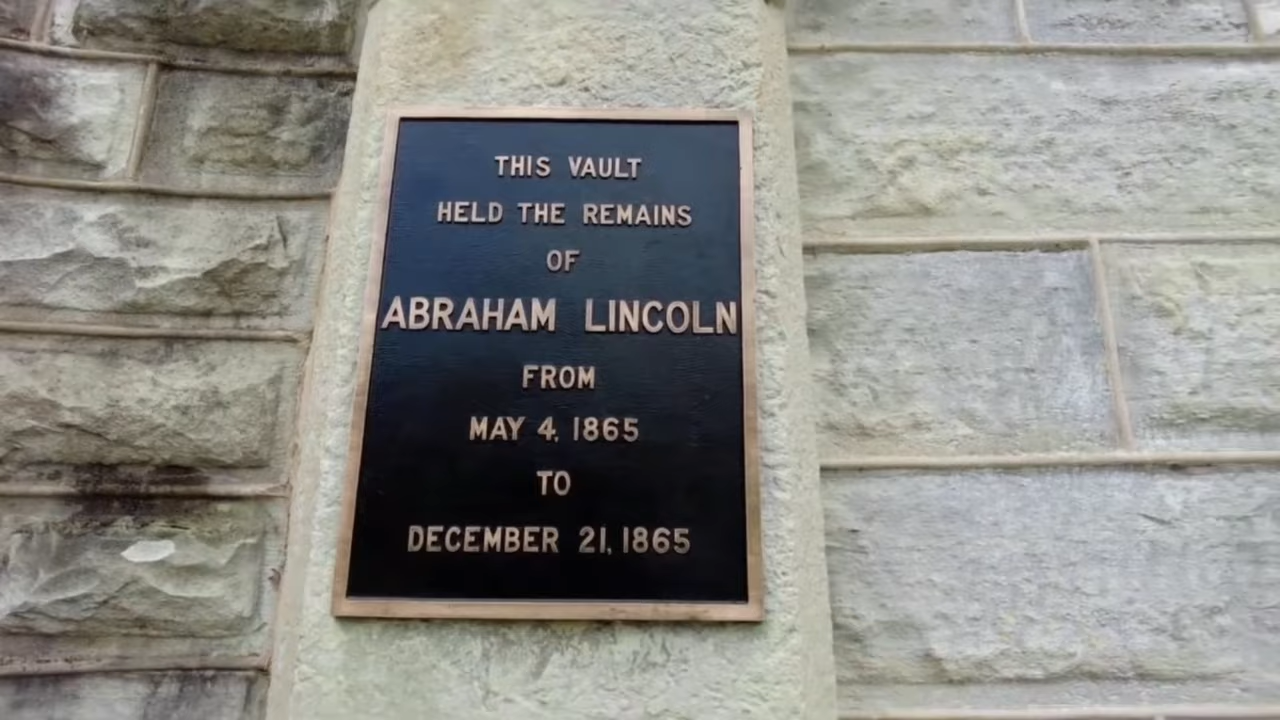 THIS VAULT
HELD THE REMAINS
OF
ABRAHAM LINCOLN
FROM
MAY 4, 1865
TO
DECEMBER 21, 1865